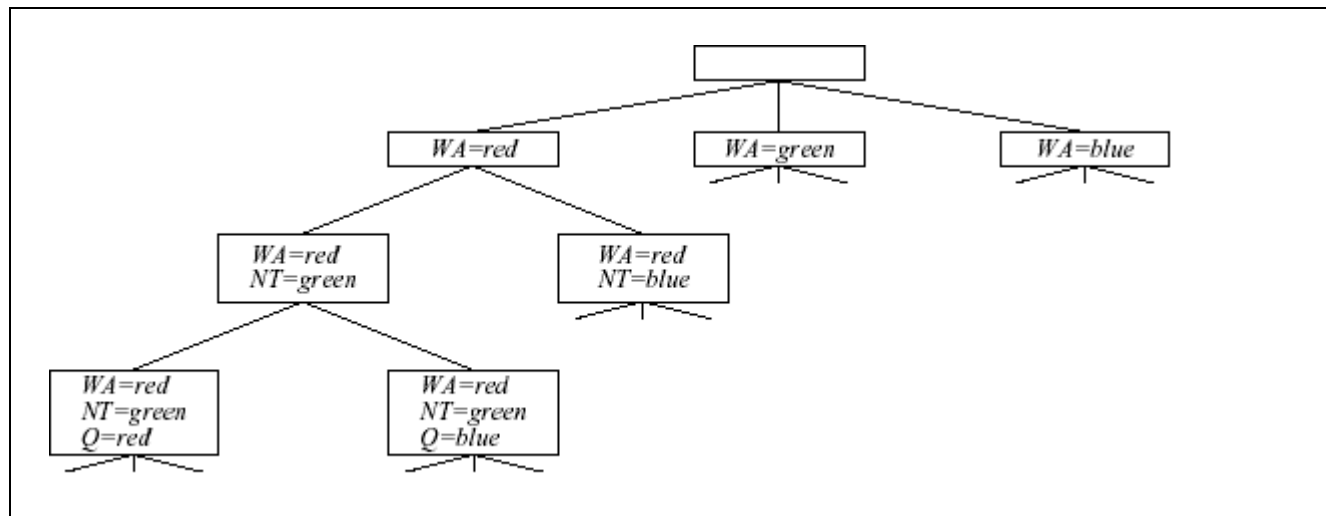 WA=red
WA=green
WA=blue
WA=red
NT=green
WA=red
NT=blue
WA=red
NT=green
Q=red
WA=red
NT=green
Q=blue